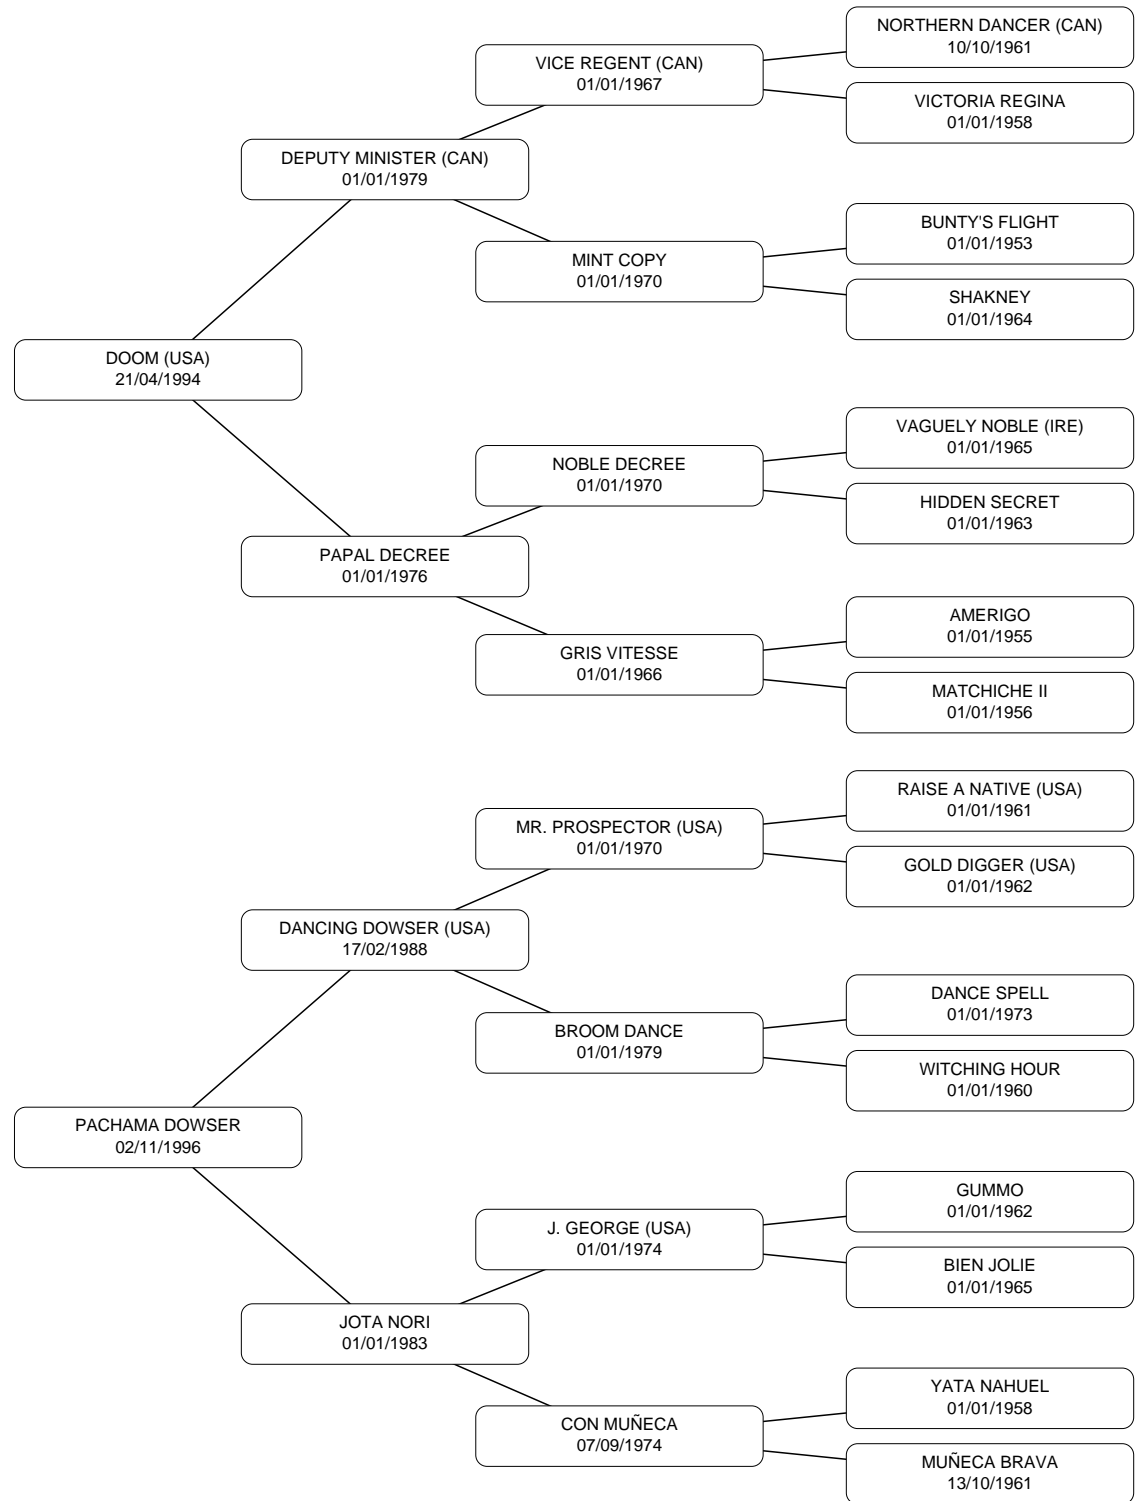 NORTHERN DANCER (CAN)
10/10/1961
VICE REGENT (CAN)
01/01/1967
VICTORIA REGINA
01/01/1958
DEPUTY MINISTER (CAN)
01/01/1979
BUNTY'S FLIGHT
01/01/1953
MINT COPY
01/01/1970
SHAKNEY
01/01/1964
DOOM (USA)
21/04/1994
VAGUELY NOBLE (IRE)
01/01/1965
NOBLE DECREE
01/01/1970
HIDDEN SECRET
01/01/1963
PAPAL DECREE
01/01/1976
AMERIGO
01/01/1955
GRIS VITESSE
01/01/1966
MATCHICHE II
01/01/1956
RAISE A NATIVE (USA)
01/01/1961
MR. PROSPECTOR (USA)
01/01/1970
GOLD DIGGER (USA)
01/01/1962
DANCING DOWSER (USA)
17/02/1988
DANCE SPELL
01/01/1973
BROOM DANCE
01/01/1979
WITCHING HOUR
01/01/1960
PACHAMA DOWSER
02/11/1996
GUMMO
01/01/1962
J. GEORGE (USA)
01/01/1974
BIEN JOLIE
01/01/1965
JOTA NORI
01/01/1983
YATA NAHUEL
01/01/1958
CON MUÑECA
07/09/1974
MUÑECA BRAVA
13/10/1961